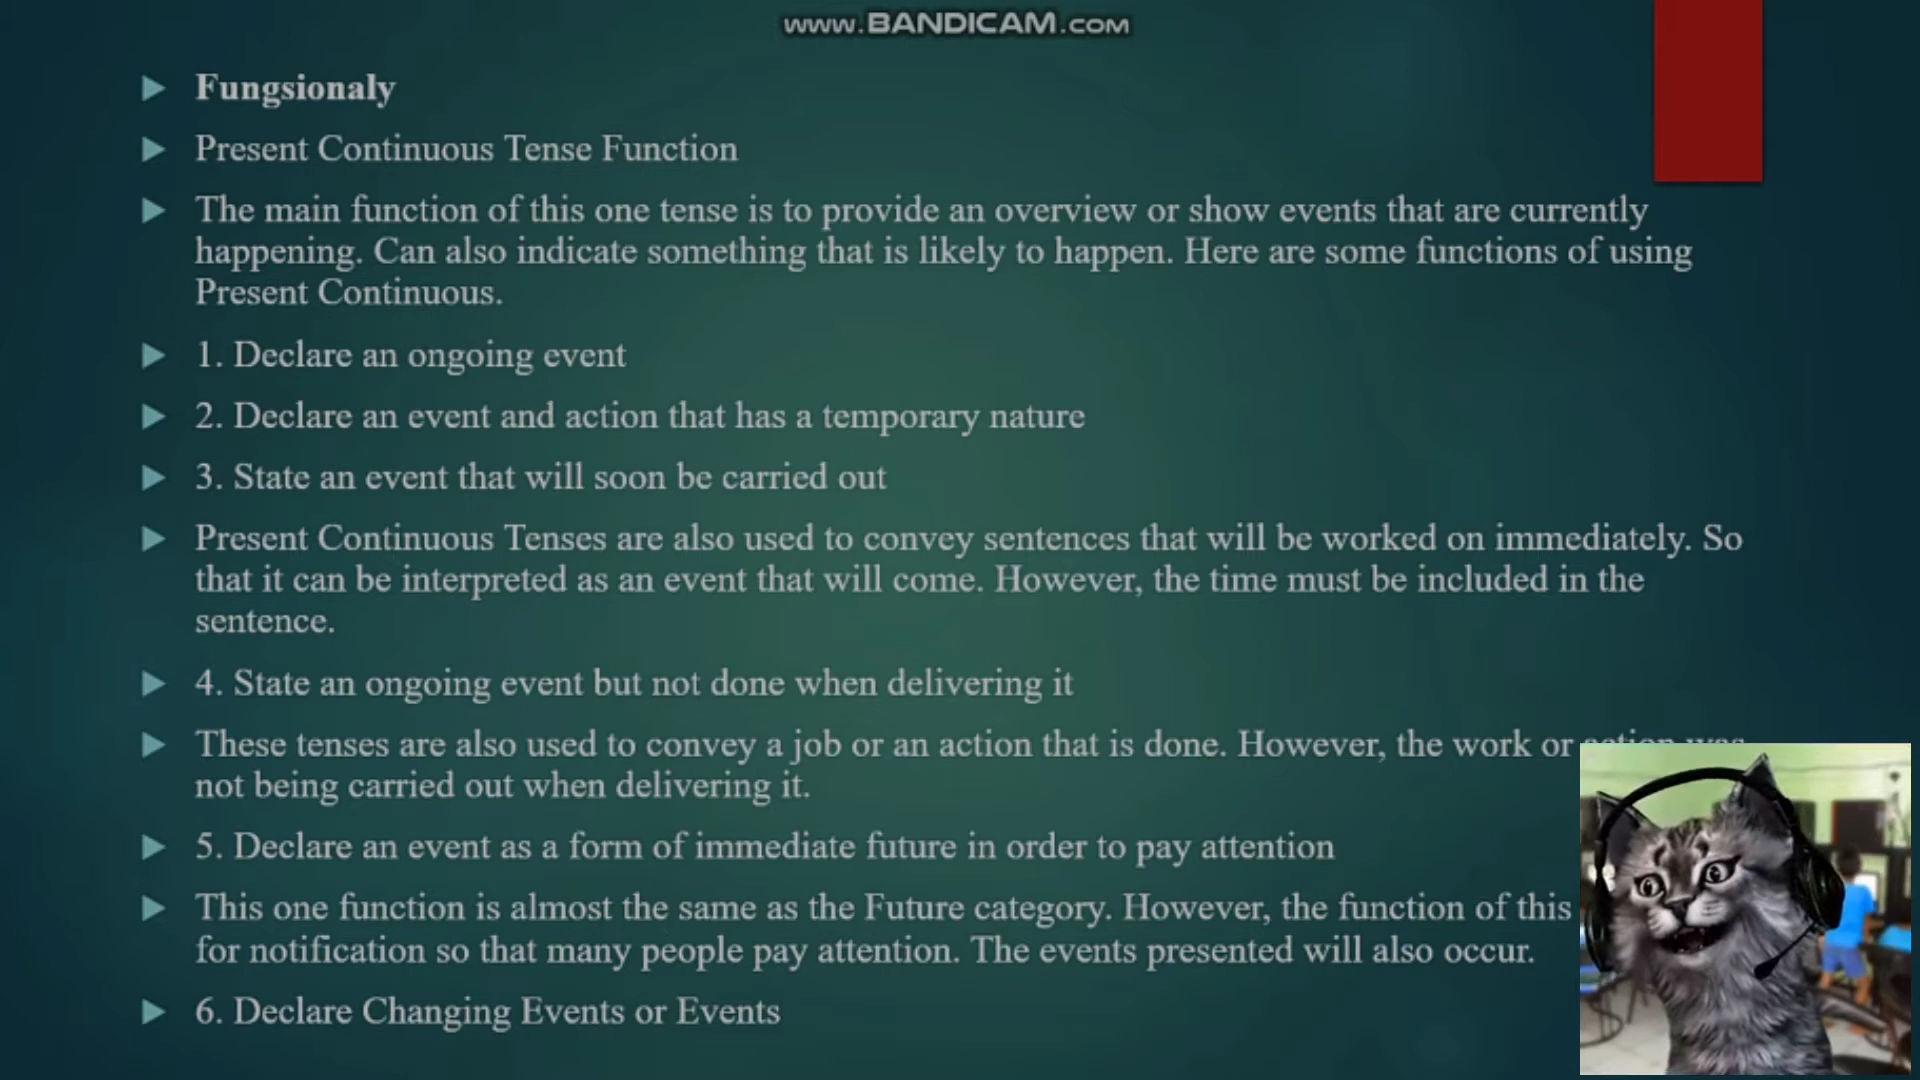 www.BANDICAM.com
Fungsionaly
Present Continuous Tense Function
The main function of this one tense is to provide an overview or show events that are currently
happening. Can also indicate something that is likely to happen. Here are some functions of using
Present Continuous.
1. Declare an ongoing event
2. Declare an event and action that has a temporary nature
3. State an event that will soon be carried out
Present Continuous Tenses are also used to convey sentences that will be worked on immediately. So
that it can be interpreted as an event that will come. However, the time must be included in the
sentence.
4. State an ongoing event but not done when delivering it
These tenses are also used to convey a job or an action that is done. However, the work or action was
not being carried out when delivering it.
5. Declare an event as a form of immediate future in order to pay attention
This one function is almost the same as the Future category. However, the function of this
for notification so that many people pay attention. The events presented will also occur.
6. Declare Changing Events or Events